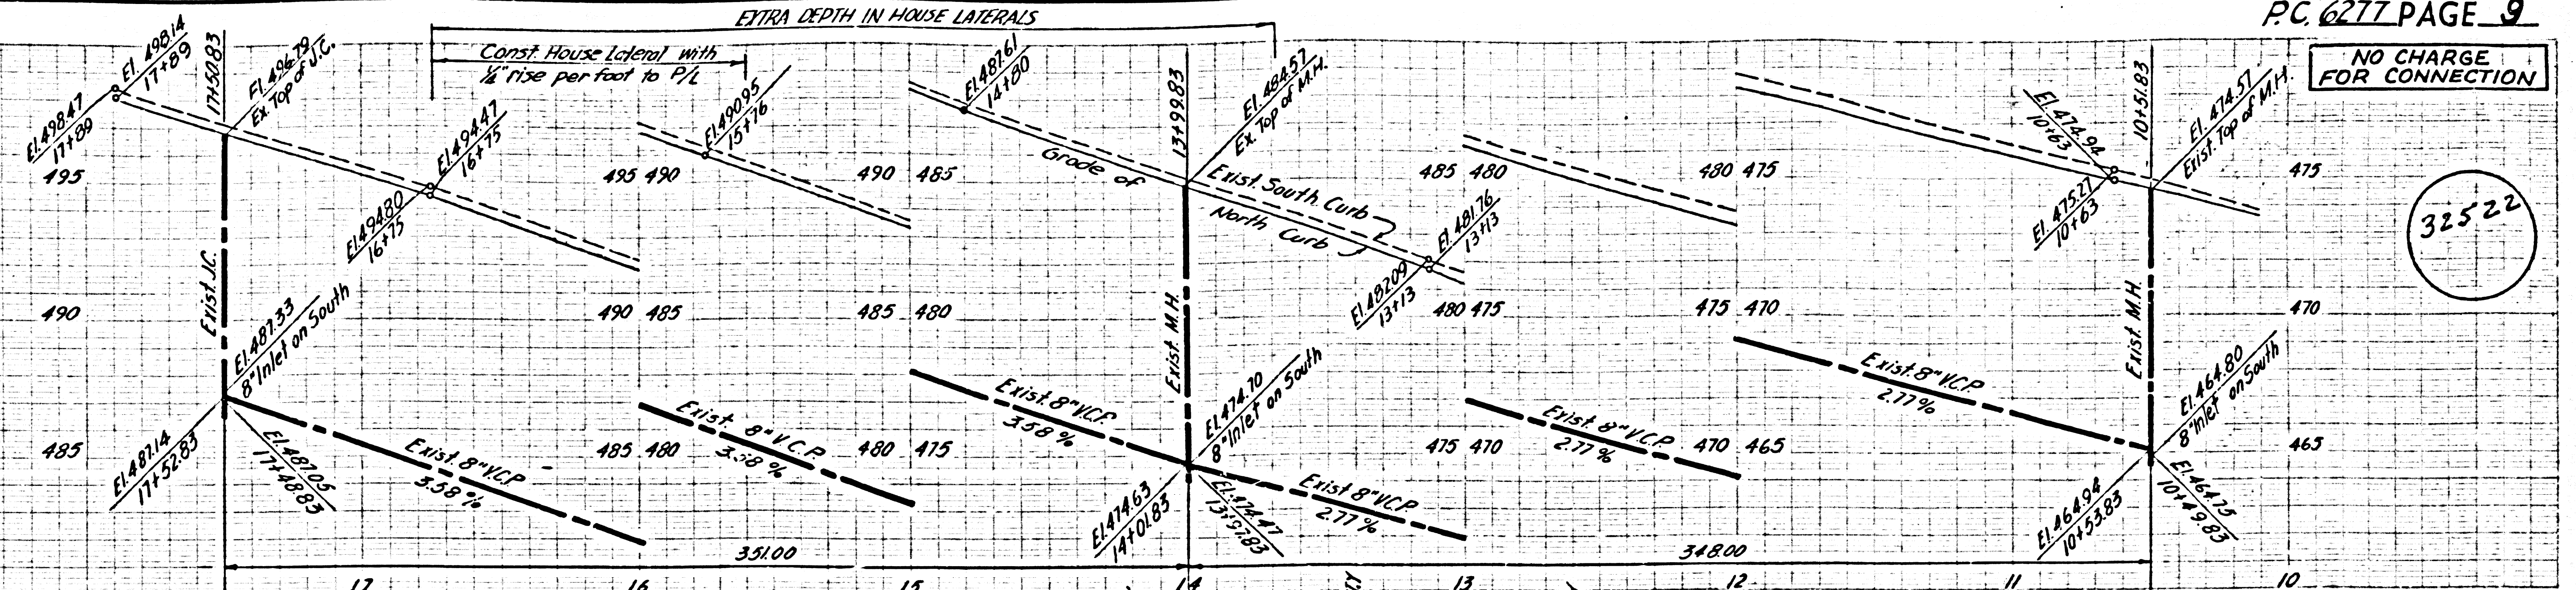 P.C. 6277 PAGE 9
NO CHARGE
FOR CONNECTION
32522
EXTRA DEPTH IN HOUSE LATERALS
Const. House Lateral with
1/4" rise per foot to P/L
El. 498.14
17+89
El. 498.47
17+89
17+50.83
El. 496.79
Ex. Top of J.C.
El. 494.47
16+75
El. 494.80
16+75
El. 490.95
15+76
El. 487.61
14+80
13+99.83
El. 484.57
Ex. Top of M.H.
Grade of
Exist. South Curb
North Curb
El. 481.76
13+13
El. 482.09
13+13
El. 474.94
10+63
El. 475.27
10+63
10+51.83
El. 474.57
Exist. Top of M.H.
495
495 490
490 485
485 480
480 475
475
490
490 485
485 480
480 475
475 470
470
485
485 480
480 475
475 470
470 465
465
Exist. J.C.
El. 487.33
8" Inlet on South
El. 487.14
17+52.83
El. 487.05
17+48.83
Exist. 8" V.C.P.
3.58 %
Exist. 8" V.C.P.
3.58 %
Exist. 8" V.C.P.
3.58 %
Exist. M.H.
El. 474.70
8" Inlet on South
El. 474.63
14+01.83
El. 474.47
13+97.83
Exist 8" V.C.P.
2.77 %
Exist. 8" V.C.P.
2.77 %
Exist. 8" V.C.P.
2.77 %
Exist. M.H.
El. 464.80
8" Inlet on South
El. 464.94
10+53.83
El. 464.75
10+49.83
351.00
348.00
17 16 15 14 13 12 11 10